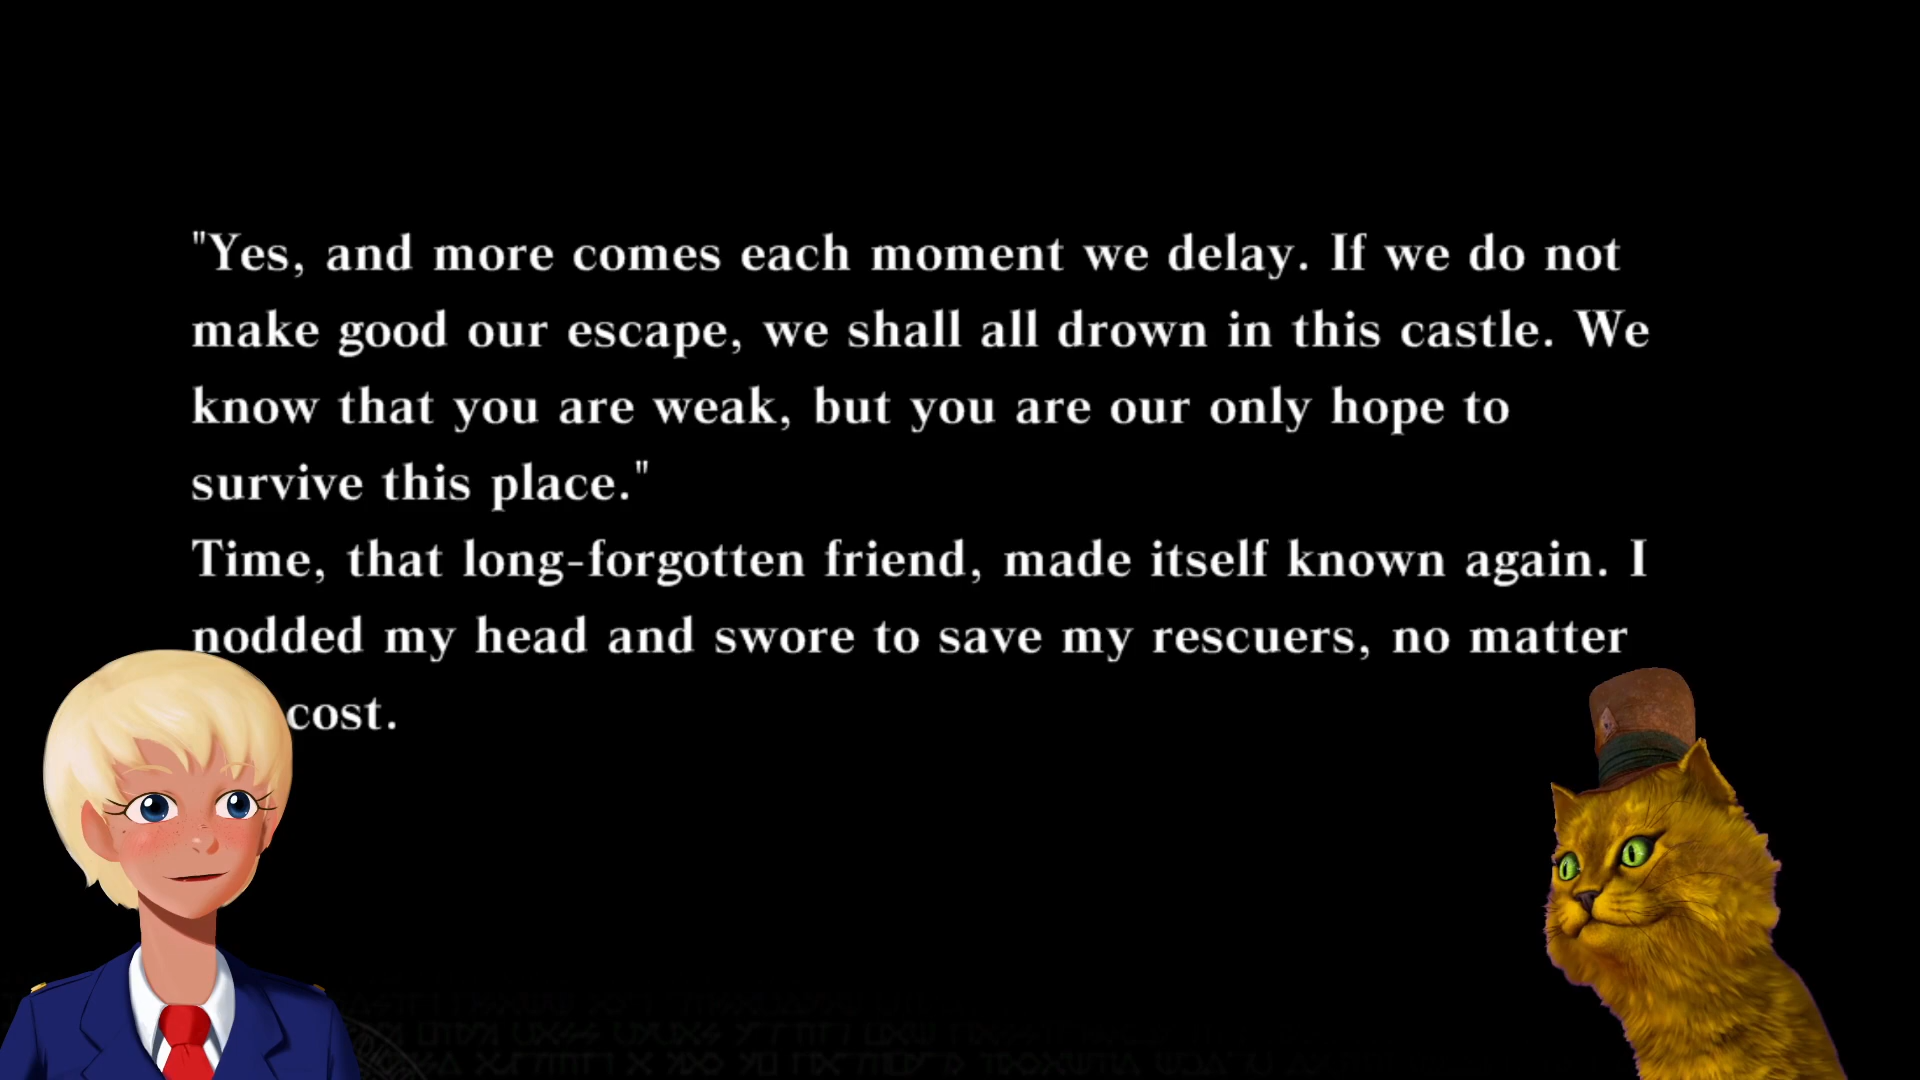 "Yes, and more comes each moment we delay. If we do not
make good our escape, we shall all drown in this castle. We
know that you are weak, but you are our only hope to
survive this place."
Time, that long-forgotten friend, made itself known again. I
nodded my head and swore to save my rescuers, no matter
cost.